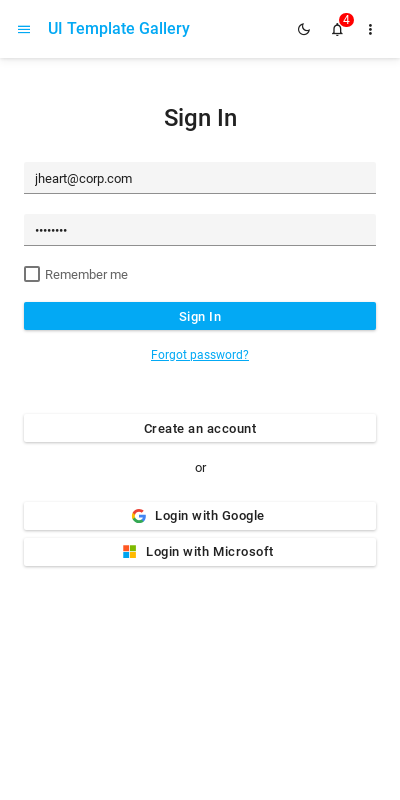 UI Template Gallery
4
Sign In
jheart@corp.com
••••••••
Remember me
Sign In
Forgot password?
Create an account
or
Login with Google
Login with Microsoft